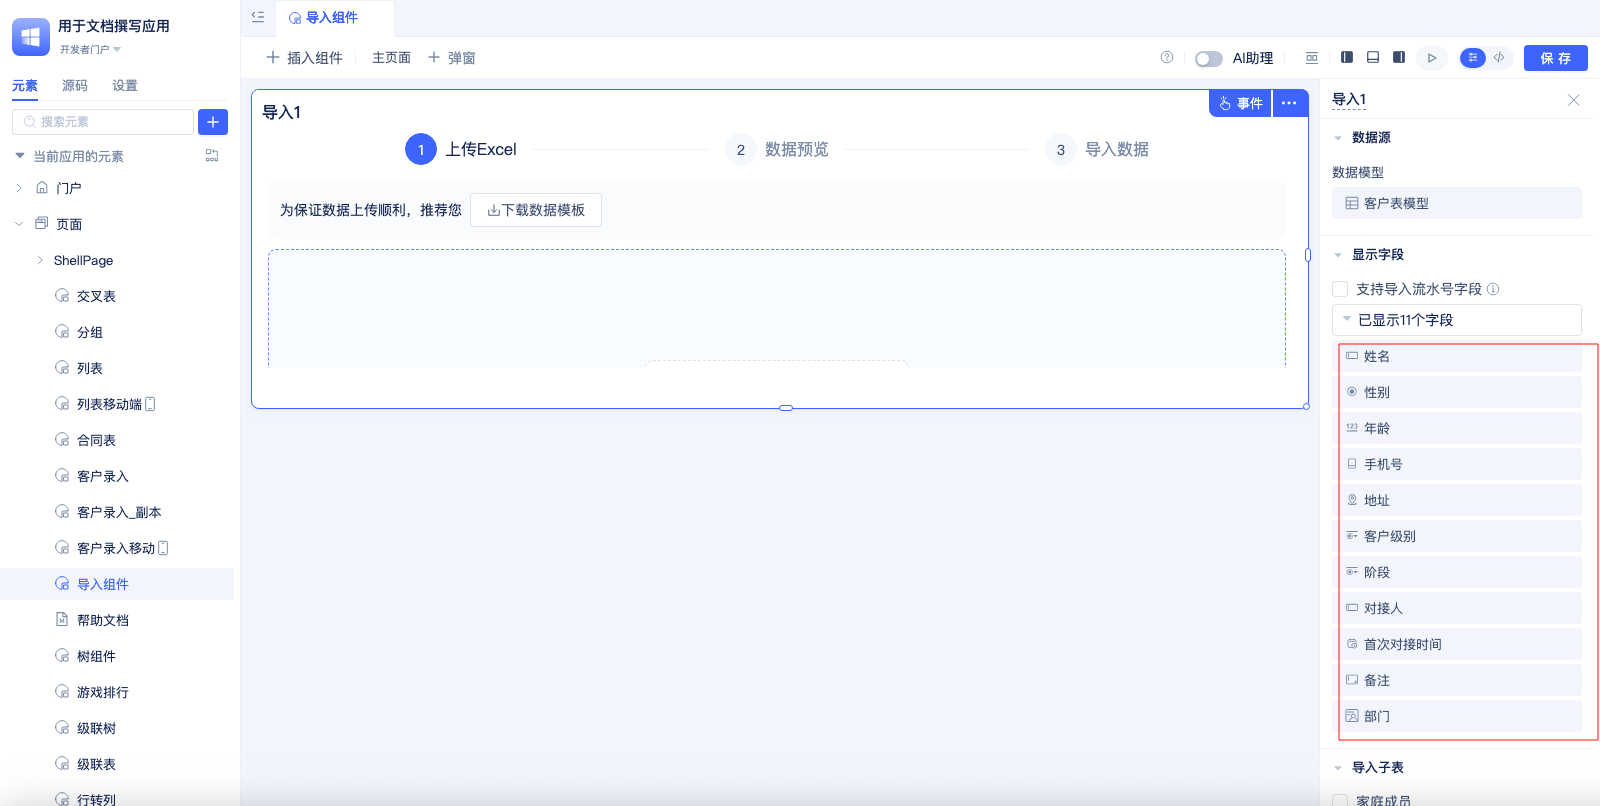 用于文档撰写应用
开发者门户
元素 源码 设置
搜索元素
当前应用的元素
门户
页面
ShellPage
交叉表
分组
列表
列表移动端
合同表
客户录入
客户录入_副本
客户录入移动
导入组件
帮助文档
树组件
游戏排行
级联树
级联表
行转列
导入组件
插入组件 主页面 弹窗
AI助理
保存
导入1
事件
1 上传Excel
2 数据预览
3 导入数据
为保证数据上传顺利，推荐您 下载数据模板
导入1
数据源
数据模型
客户表模型
显示字段
支持导入流水号字段
已显示11个字段
姓名
性别
123 年龄
手机号
地址
客户级别
阶段
对接人
首次对接时间
备注
部门
导入子表
家庭成员